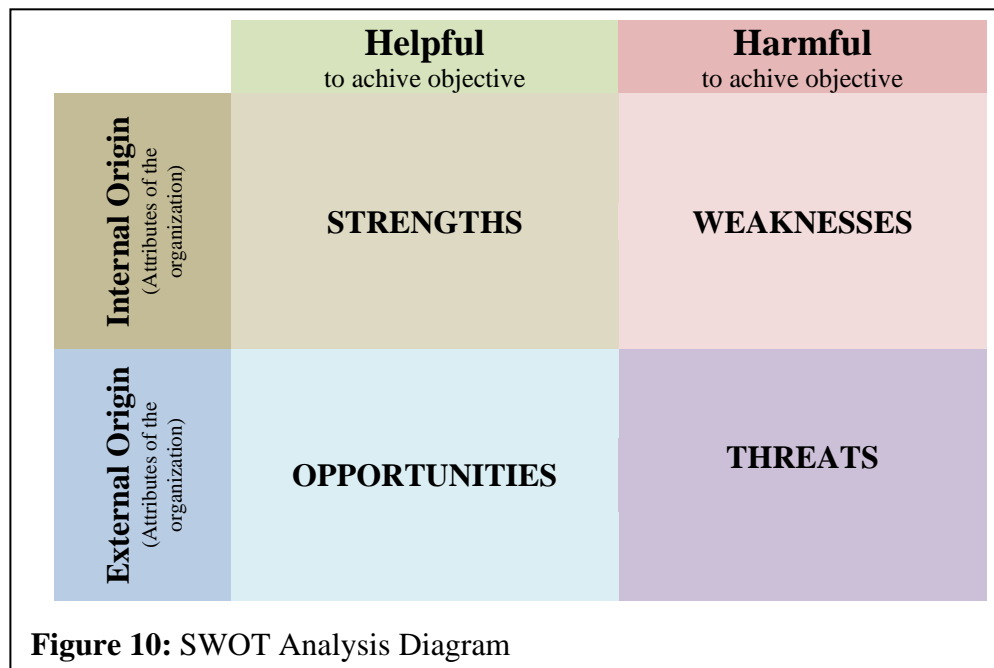 Helpful
to achive objective
Harmful
to achive objective
Internal Origin
(Attributes of the
organization)
STRENGTHS
WEAKNESSES
External Origin
(Attributes of the
organization)
OPPORTUNITIES
THREATS
Figure 10: SWOT Analysis Diagram